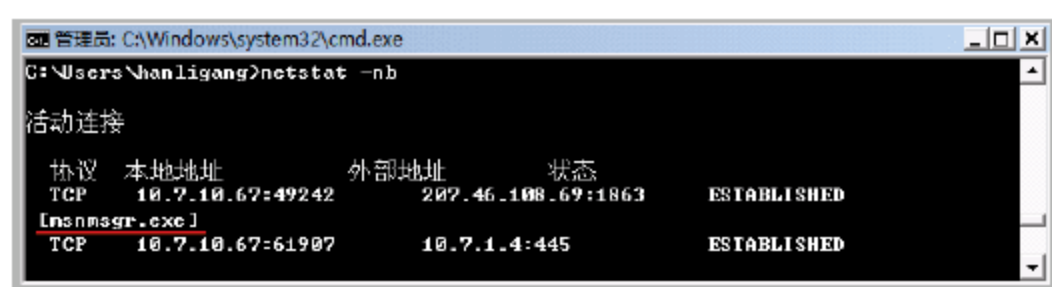 管理员: C:\Windows\system32\cmd.exe
C:\Users\hanligang>netstat -nb
活动连接
协议 本地地址 外部地址 状态
TCP 10.7.10.67:49242 207.46.108.69:1863 ESTABLISHED
[msnmsgr.exe]
TCP 10.7.10.67:61907 10.7.1.4:445 ESTABLISHED